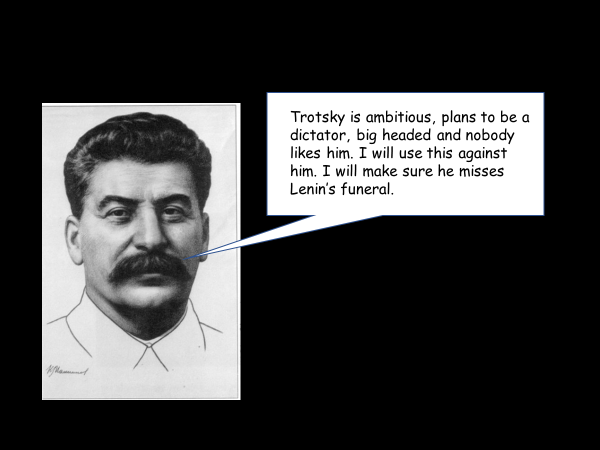 Trotsky is ambitious, plans to be a
dictator, big headed and nobody
likes him. I will use this against
him. I will make sure he misses
Lenin's funeral.